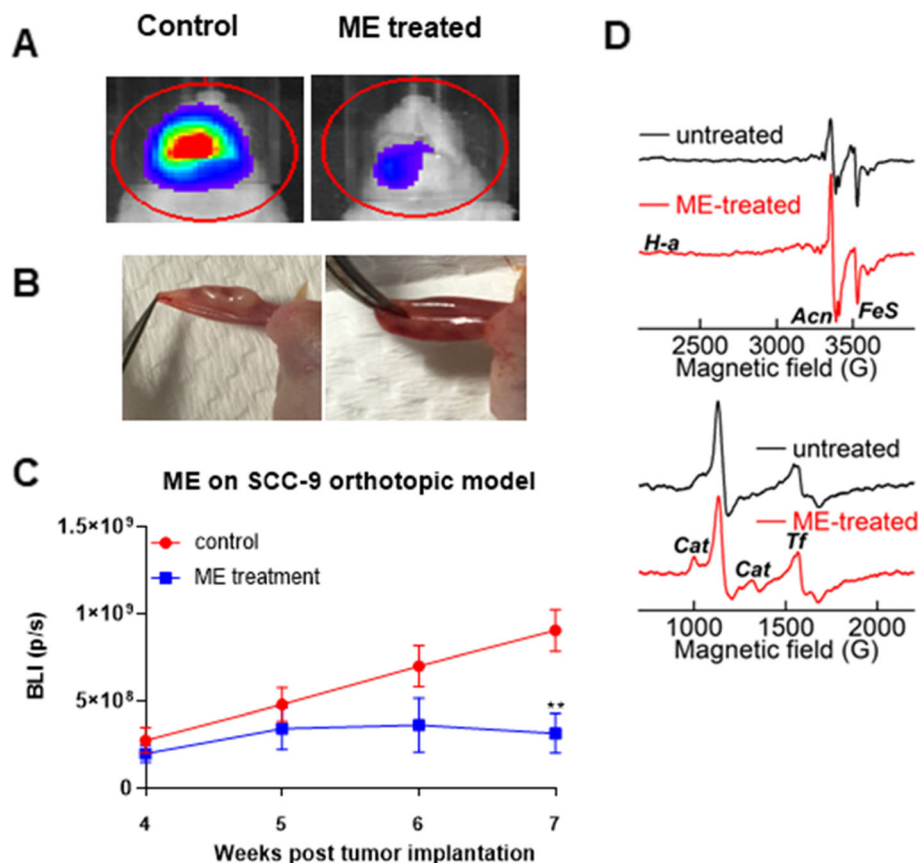 A
Control
ME treated
B
C
ME on SCC-9 orthotopic model
1.5×10⁹
1×10⁹
5×10⁸
0
BLI (p/s)
control
ME treatment
**
4
5
6
7
Weeks post tumor implantation
D
untreated
ME-treated
H-a
Acn
FeS
2500
3000
3500
Magnetic field (G)
untreated
ME-treated
Cat
Cat
Tf
1000
1500
2000
Magnetic field (G)